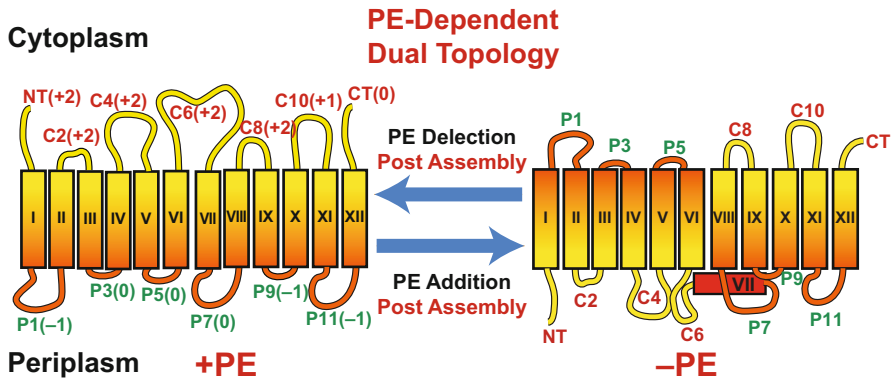 PE-Dependent
Dual Topology
Cytoplasm
NT(+2)
C2(+2)
C4(+2)
C6(+2)
C8(+2)
C10(+1)
CT(0)
I II III IV V VI VII VIII IX X XI XII
P1(–1)
P3(0)
P5(0)
P7(0)
P9(–1)
P11(–1)
PE Delection
Post Assembly
PE Addition
Post Assembly
P1
P3
P5
C8
C10
CT
I II III IV V VI VIII IX X XI XII
VII
NT
C2
C4
C6
P7
P9
P11
Periplasm
+PE
–PE